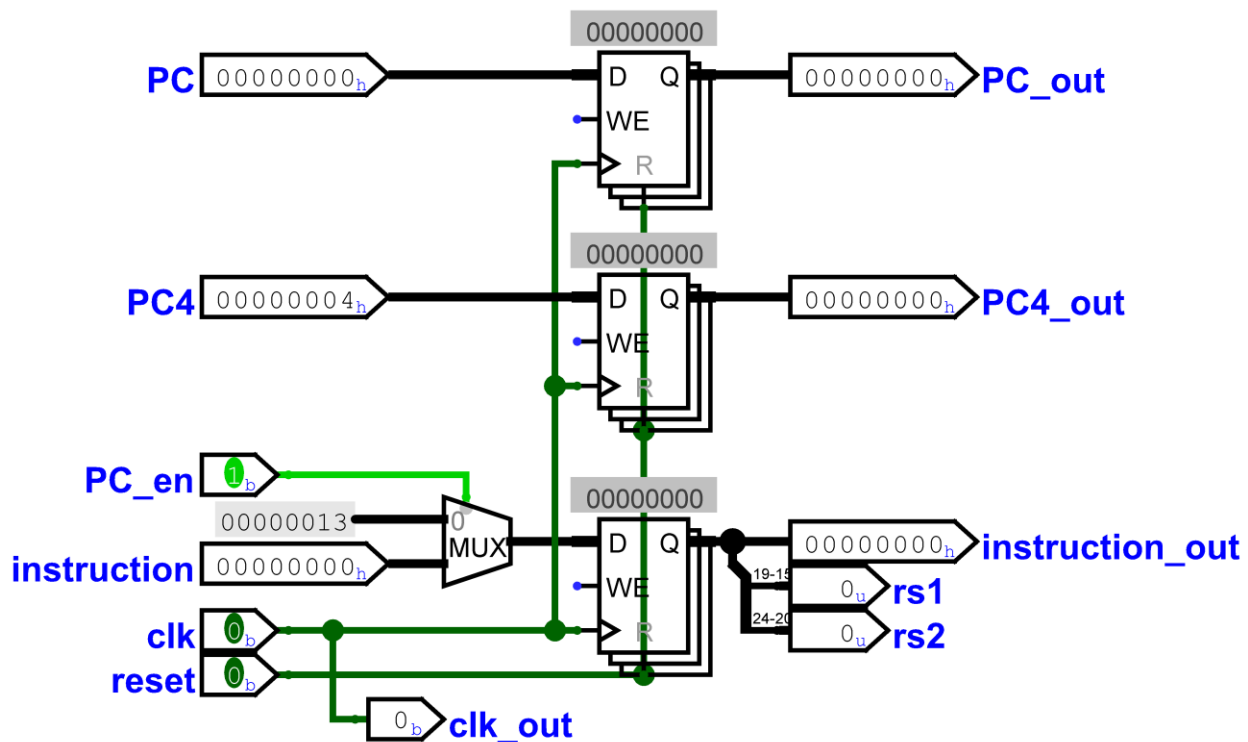 00000000
PC 00000000h D Q 00000000h PC_out
WE
R
00000000
PC4 00000004h D Q 00000000h PC4_out
WE
R
PC_en 1b 00000000
00000013 0
MUX D Q 00000000h instruction_out
instruction 00000000h WE 19-15 0u rs1
clk 0b R 24-20 0u rs2
reset 0b
0b clk_out